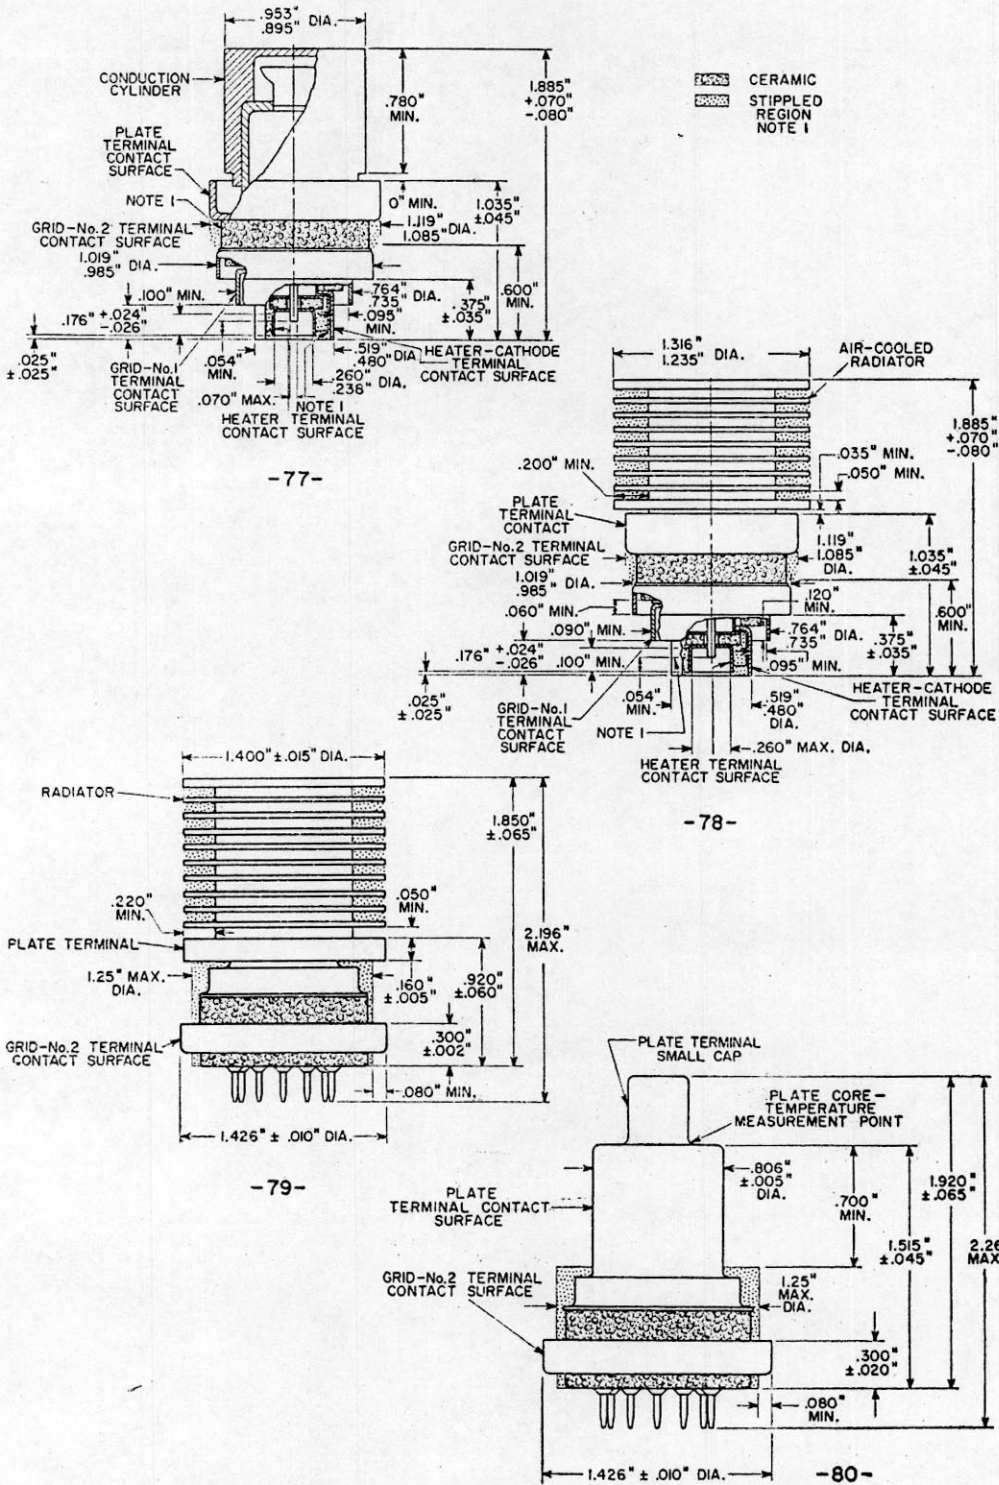 .953"
.895" DIA.
CONDUCTION
CYLINDER
PLATE
TERMINAL
CONTACT
SURFACE
NOTE 1
GRID-No.2 TERMINAL
CONTACT SURFACE
1.019"
.985" DIA.
.100" MIN.
.176" +.024"
-.026"
.025"
±.025"
GRID-No.1
TERMINAL
CONTACT
SURFACE
.054"
MIN.
.070" MAX.
NOTE 1
HEATER TERMINAL
CONTACT SURFACE
.780"
MIN.
1.885"
+.070"
-.080"
0" MIN.
1.035"
±.045"
1.119"
1.085" DIA.
.600"
MIN.
.764"
.735" DIA.
.375"
±.035"
.095"
MIN.
.519"
.480" DIA
.260"
.238" DIA.
HEATER-CATHODE
TERMINAL
CONTACT SURFACE
-77-
CERAMIC
STIPPLED
REGION
NOTE 1
1.316"
1.235" DIA.
AIR-COOLED
RADIATOR
1.885"
+.070"
-.080"
.035" MIN.
.050" MIN.
.200" MIN.
PLATE
TERMINAL
CONTACT
GRID-No.2 TERMINAL
CONTACT SURFACE
1.119"
1.085"
DIA.
1.035"
±.045"
1.019"
.985" DIA.
.120"
MIN.
.600"
MIN.
.060" MIN.
.090" MIN.
.764"
.735" DIA.
.375"
±.035"
.176" +.024"
-.026"
.100" MIN.
.095" MIN.
.025"
±.025"
.054"
MIN.
.519"
.480"
DIA.
HEATER-CATHODE
TERMINAL
CONTACT SURFACE
GRID-No.1
TERMINAL
CONTACT
SURFACE
NOTE 1
.260" MAX. DIA.
HEATER TERMINAL
CONTACT SURFACE
-78-
1.400" ±.015" DIA.
RADIATOR
1.850"
±.065"
.220"
MIN.
.050"
MIN.
2.196"
MAX.
PLATE TERMINAL
1.25" MAX.
DIA.
.160"
±.005"
.920"
±.060"
GRID-No.2 TERMINAL
CONTACT SURFACE
.300"
±.002"
.080" MIN.
1.426" ± .010" DIA.
-79-
PLATE TERMINAL
SMALL CAP
PLATE CORE-
TEMPERATURE
MEASUREMENT POINT
.806"
±.005"
DIA.
PLATE
TERMINAL CONTACT
SURFACE
.700"
MIN.
1.920"
±.065"
1.515"
±.045"
2.26
MAX
GRID-No.2 TERMINAL
CONTACT SURFACE
1.25"
MAX.
DIA.
.300"
±.020"
.080"
MIN.
1.426" ± .010" DIA.
-80-